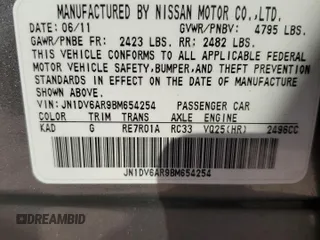 MANUFACTURED BY NISSAN MOTOR CO.,LTD.
DATE: 06/11 GVWR/PNBV: 4795 LBS.
GAWR/PNBE FR: 2423 LBS. RR: 2482 LBS.
THIS VEHICLE CONFORMS TO ALL APPLICABLE FEDERAL
MOTOR VEHICLE SAFETY,BUMPER,AND THEFT PREVENTION
STANDARDS IN EFFECT ON THE DATE OF MANUFACTURE
SHOWN ABOVE.
VIN: JN1DV6AR9BM654254 PASSENGER CAR
COLOR TRIM TRANS AXLE ENGINE
KAD G RE7R01A RC33 VQ25(HR) 2496CC
JN1DV6AR9BM654254
DREAMBID